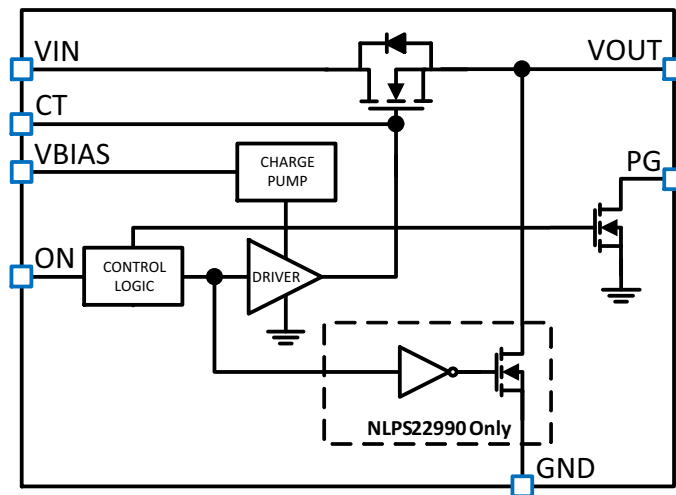 VIN
VOUT
CT
VBIAS
CHARGE
PUMP
PG
ON
CONTROL
LOGIC
DRIVER
NLPS22990 Only
GND